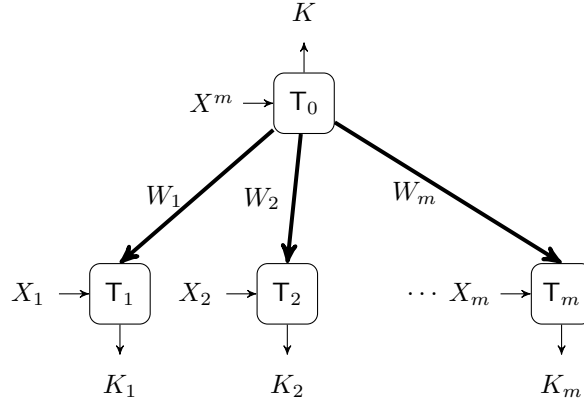 K
X^m T_0
W_1 W_2 W_m
X_1 T_1 X_2 T_2 ⋯ X_m T_m
K_1 K_2 K_m